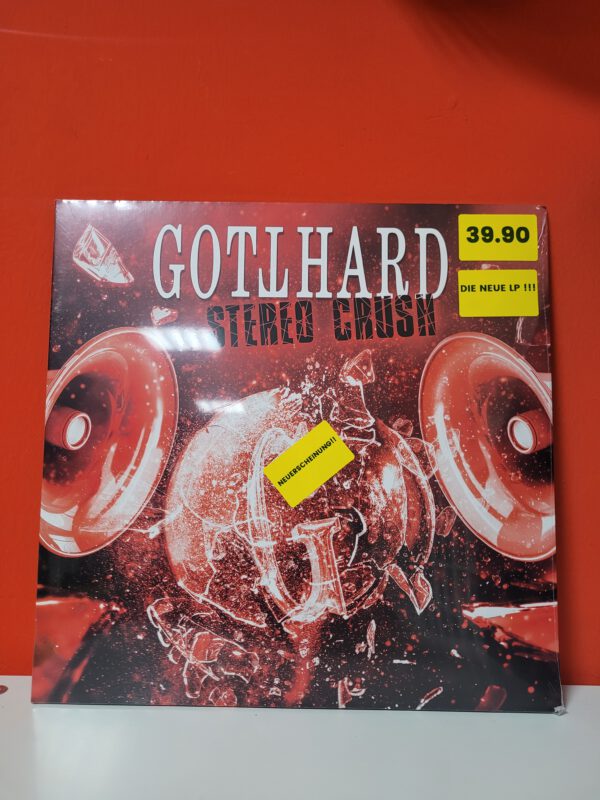 GOTTHARD
STEREO CRUSH
39.90
DIE NEUE LP !!!
NEUERSCHEINUNG!!
G